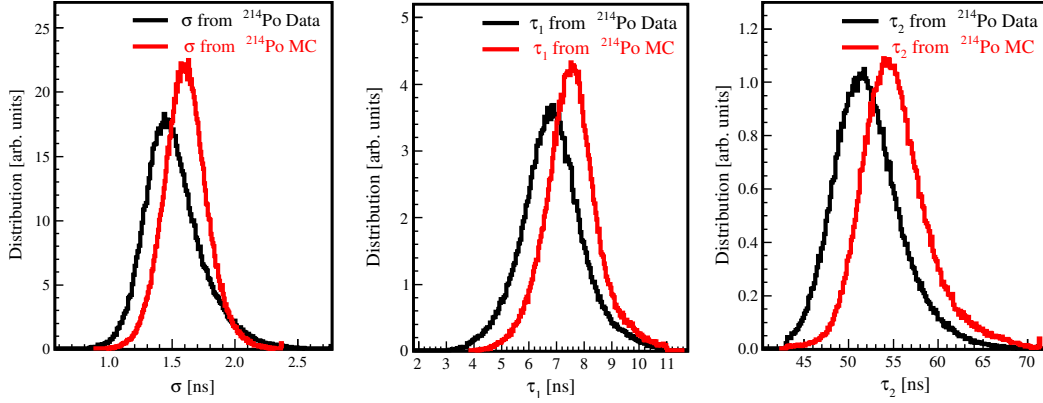 σ from ²¹⁴Po Data
σ from ²¹⁴Po MC
Distribution [arb. units]
25
20
15
10
5
0
1.0 1.5 2.0 2.5
σ [ns]
τ₁ from ²¹⁴Po Data
τ₁ from ²¹⁴Po MC
Distribution [arb. units]
5
4
3
2
1
0
2 3 4 5 6 7 8 9 10 11
τ₁ [ns]
τ₂ from ²¹⁴Po Data
τ₂ from ²¹⁴Po MC
Distribution [arb. units]
1.2
1.0
0.8
0.6
0.4
0.2
0.0
45 50 55 60 65 70
τ₂ [ns]